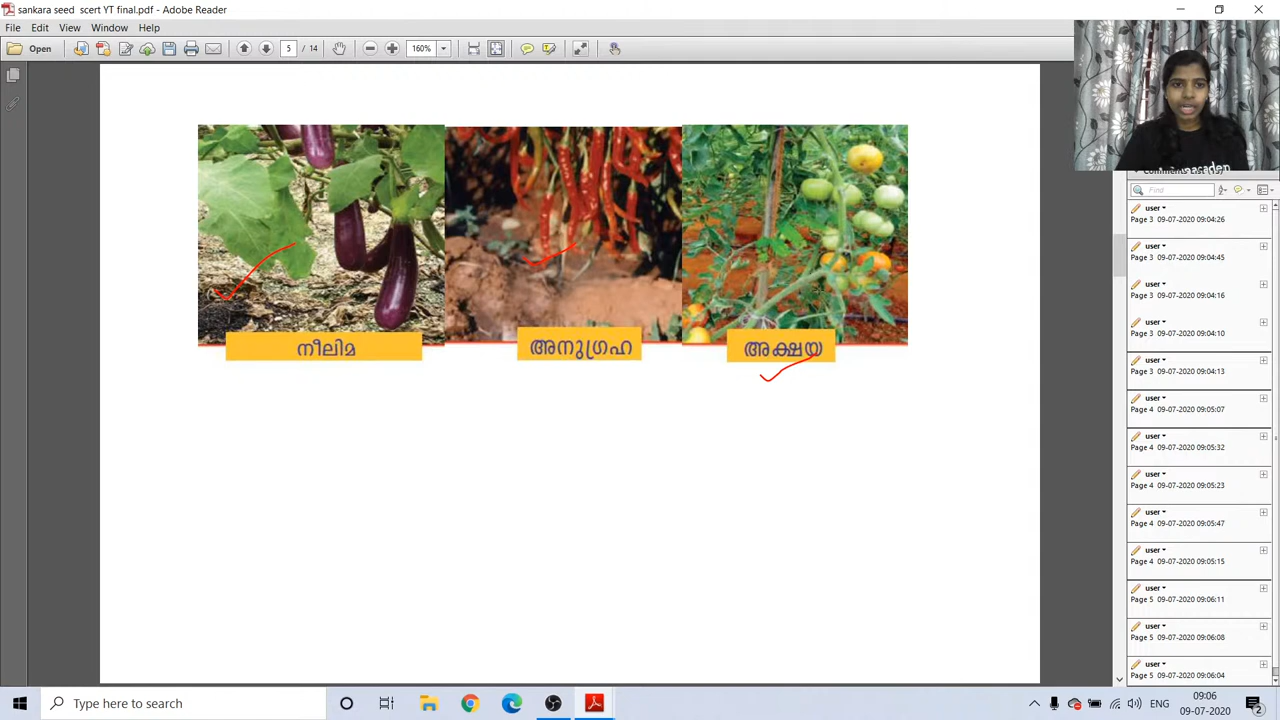 sankara seed scert YT final.pdf - Adobe Reader
File Edit View Window Help
Open 5 / 14 160%
നീലിമ
അനുഗ്രഹ
അക്ഷയ
Comments List (19)
Find
user
Page 3 09-07-2020 09:04:26
user
Page 3 09-07-2020 09:04:45
user
Page 3 09-07-2020 09:04:16
user
Page 3 09-07-2020 09:04:10
user
Page 3 09-07-2020 09:04:13
user
Page 4 09-07-2020 09:05:07
user
Page 4 09-07-2020 09:05:32
user
Page 4 09-07-2020 09:05:23
user
Page 4 09-07-2020 09:05:47
user
Page 4 09-07-2020 09:05:15
user
Page 5 09-07-2020 09:06:11
user
Page 5 09-07-2020 09:06:08
user
Page 5 09-07-2020 09:06:04
Type here to search
ENG
09:06
09-07-2020
2